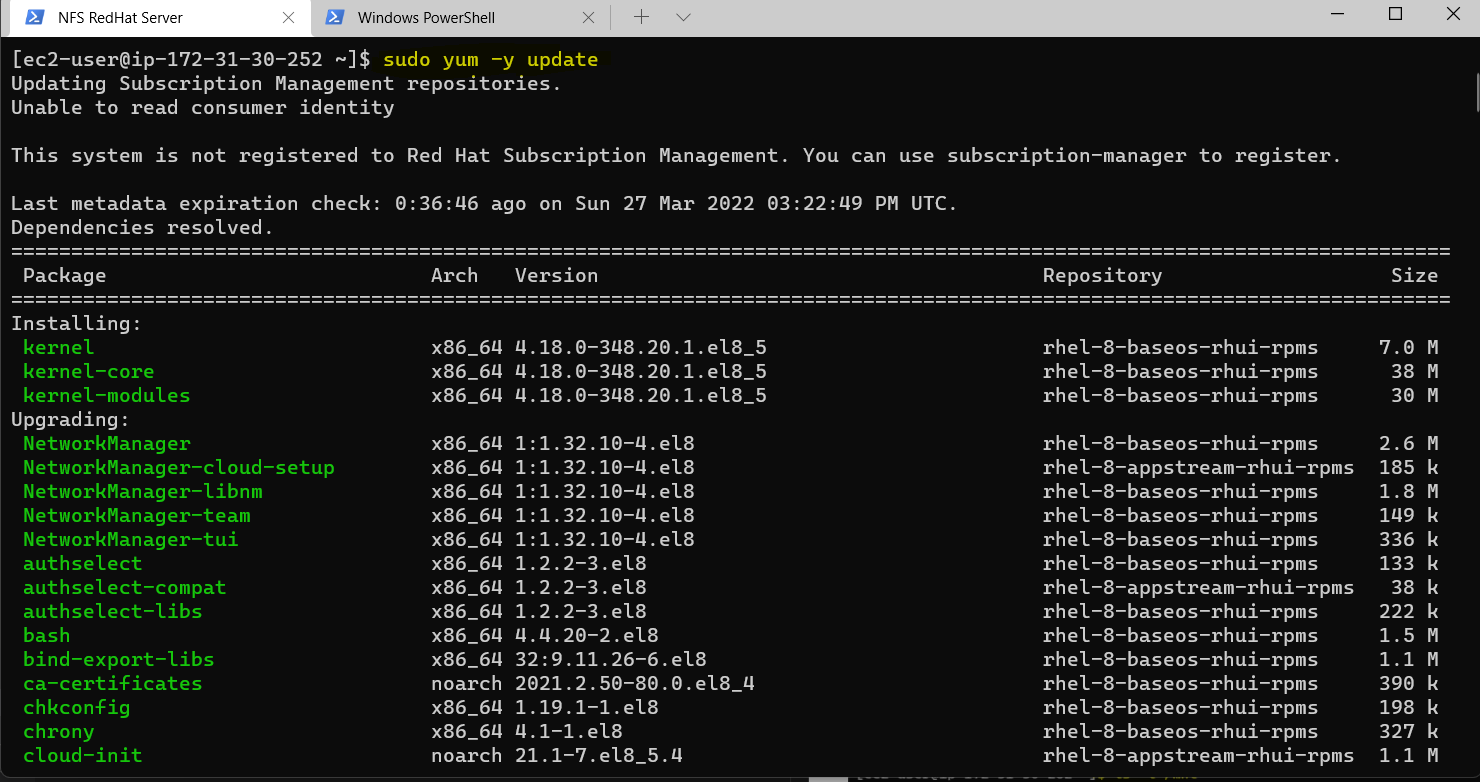 NFS RedHat Server
Windows PowerShell
[ec2-user@ip-172-31-30-252 ~]$ sudo yum -y update
Updating Subscription Management repositories.
Unable to read consumer identity
This system is not registered to Red Hat Subscription Management. You can use subscription-manager to register.
Last metadata expiration check: 0:36:46 ago on Sun 27 Mar 2022 03:22:49 PM UTC.
Dependencies resolved.
========================================================================================================================
Package Arch Version Repository Size
========================================================================================================================
Installing:
kernel x86_64 4.18.0-348.20.1.el8_5 rhel-8-baseos-rhui-rpms 7.0 M
kernel-core x86_64 4.18.0-348.20.1.el8_5 rhel-8-baseos-rhui-rpms 38 M
kernel-modules x86_64 4.18.0-348.20.1.el8_5 rhel-8-baseos-rhui-rpms 30 M
Upgrading:
NetworkManager x86_64 1:1.32.10-4.el8 rhel-8-baseos-rhui-rpms 2.6 M
NetworkManager-cloud-setup x86_64 1:1.32.10-4.el8 rhel-8-appstream-rhui-rpms 185 k
NetworkManager-libnm x86_64 1:1.32.10-4.el8 rhel-8-baseos-rhui-rpms 1.8 M
NetworkManager-team x86_64 1:1.32.10-4.el8 rhel-8-baseos-rhui-rpms 149 k
NetworkManager-tui x86_64 1:1.32.10-4.el8 rhel-8-baseos-rhui-rpms 336 k
authselect x86_64 1.2.2-3.el8 rhel-8-baseos-rhui-rpms 133 k
authselect-compat x86_64 1.2.2-3.el8 rhel-8-appstream-rhui-rpms 38 k
authselect-libs x86_64 1.2.2-3.el8 rhel-8-baseos-rhui-rpms 222 k
bash x86_64 4.4.20-2.el8 rhel-8-baseos-rhui-rpms 1.5 M
bind-export-libs x86_64 32:9.11.26-6.el8 rhel-8-baseos-rhui-rpms 1.1 M
ca-certificates noarch 2021.2.50-80.0.el8_4 rhel-8-baseos-rhui-rpms 390 k
chkconfig x86_64 1.19.1-1.el8 rhel-8-baseos-rhui-rpms 198 k
chrony x86_64 4.1-1.el8 rhel-8-baseos-rhui-rpms 327 k
cloud-init noarch 21.1-7.el8_5.4 rhel-8-appstream-rhui-rpms 1.1 M